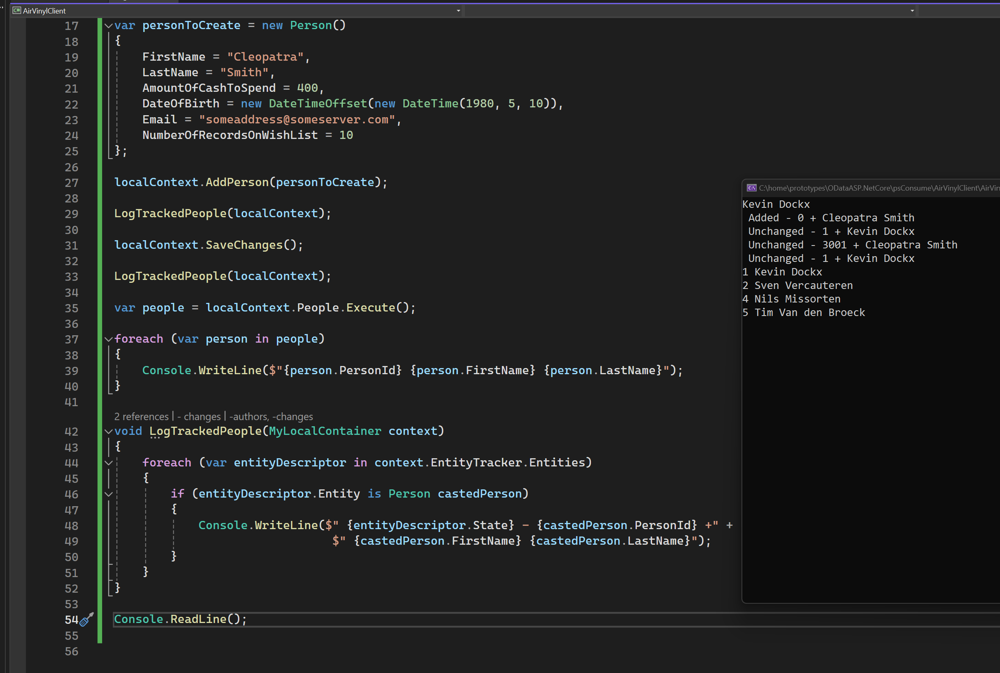 C# AirVinylClient
17 var personToCreate = new Person()
18 {
19 FirstName = "Cleopatra",
20 LastName = "Smith",
21 AmountOfCashToSpend = 400,
22 DateOfBirth = new DateTimeOffset(new DateTime(1980, 5, 10)),
23 Email = "someaddress@someserver.com",
24 NumberOfRecordsOnWishList = 10
25 };
26
27 localContext.AddPerson(personToCreate);
28
29 LogTrackedPeople(localContext);
30
31 localContext.SaveChanges();
32
33 LogTrackedPeople(localContext);
34
35 var people = localContext.People.Execute();
36
37 foreach (var person in people)
38 {
39 Console.WriteLine($"{person.PersonId} {person.FirstName} {person.LastName}");
40 }
41
2 references | - changes | -authors, -changes
42 void LogTrackedPeople(MyLocalContainer context)
43 {
44 foreach (var entityDescriptor in context.EntityTracker.Entities)
45 {
46 if (entityDescriptor.Entity is Person castedPerson)
47 {
48 Console.WriteLine($" {entityDescriptor.State} - {castedPerson.PersonId} +" +
49 $" {castedPerson.FirstName} {castedPerson.LastName}");
50 }
51 }
52 }
53
54 Console.ReadLine();
55
56
C:\home\prototypes\ODataASP.NetCore\psConsume\AirVinylClient\AirVin
Kevin Dockx
Added - 0 + Cleopatra Smith
Unchanged - 1 + Kevin Dockx
Unchanged - 3001 + Cleopatra Smith
Unchanged - 1 + Kevin Dockx
1 Kevin Dockx
2 Sven Vercauteren
4 Nils Missorten
5 Tim Van den Broeck